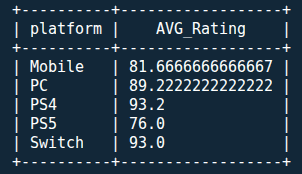 +----------+------------------+
| platform |    AVG_Rating    |
+----------+------------------+
| Mobile   | 81.6666666666667 |
| PC       | 89.2222222222222 |
| PS4      | 93.2             |
| PS5      | 76.0             |
| Switch   | 93.0             |
+----------+------------------+